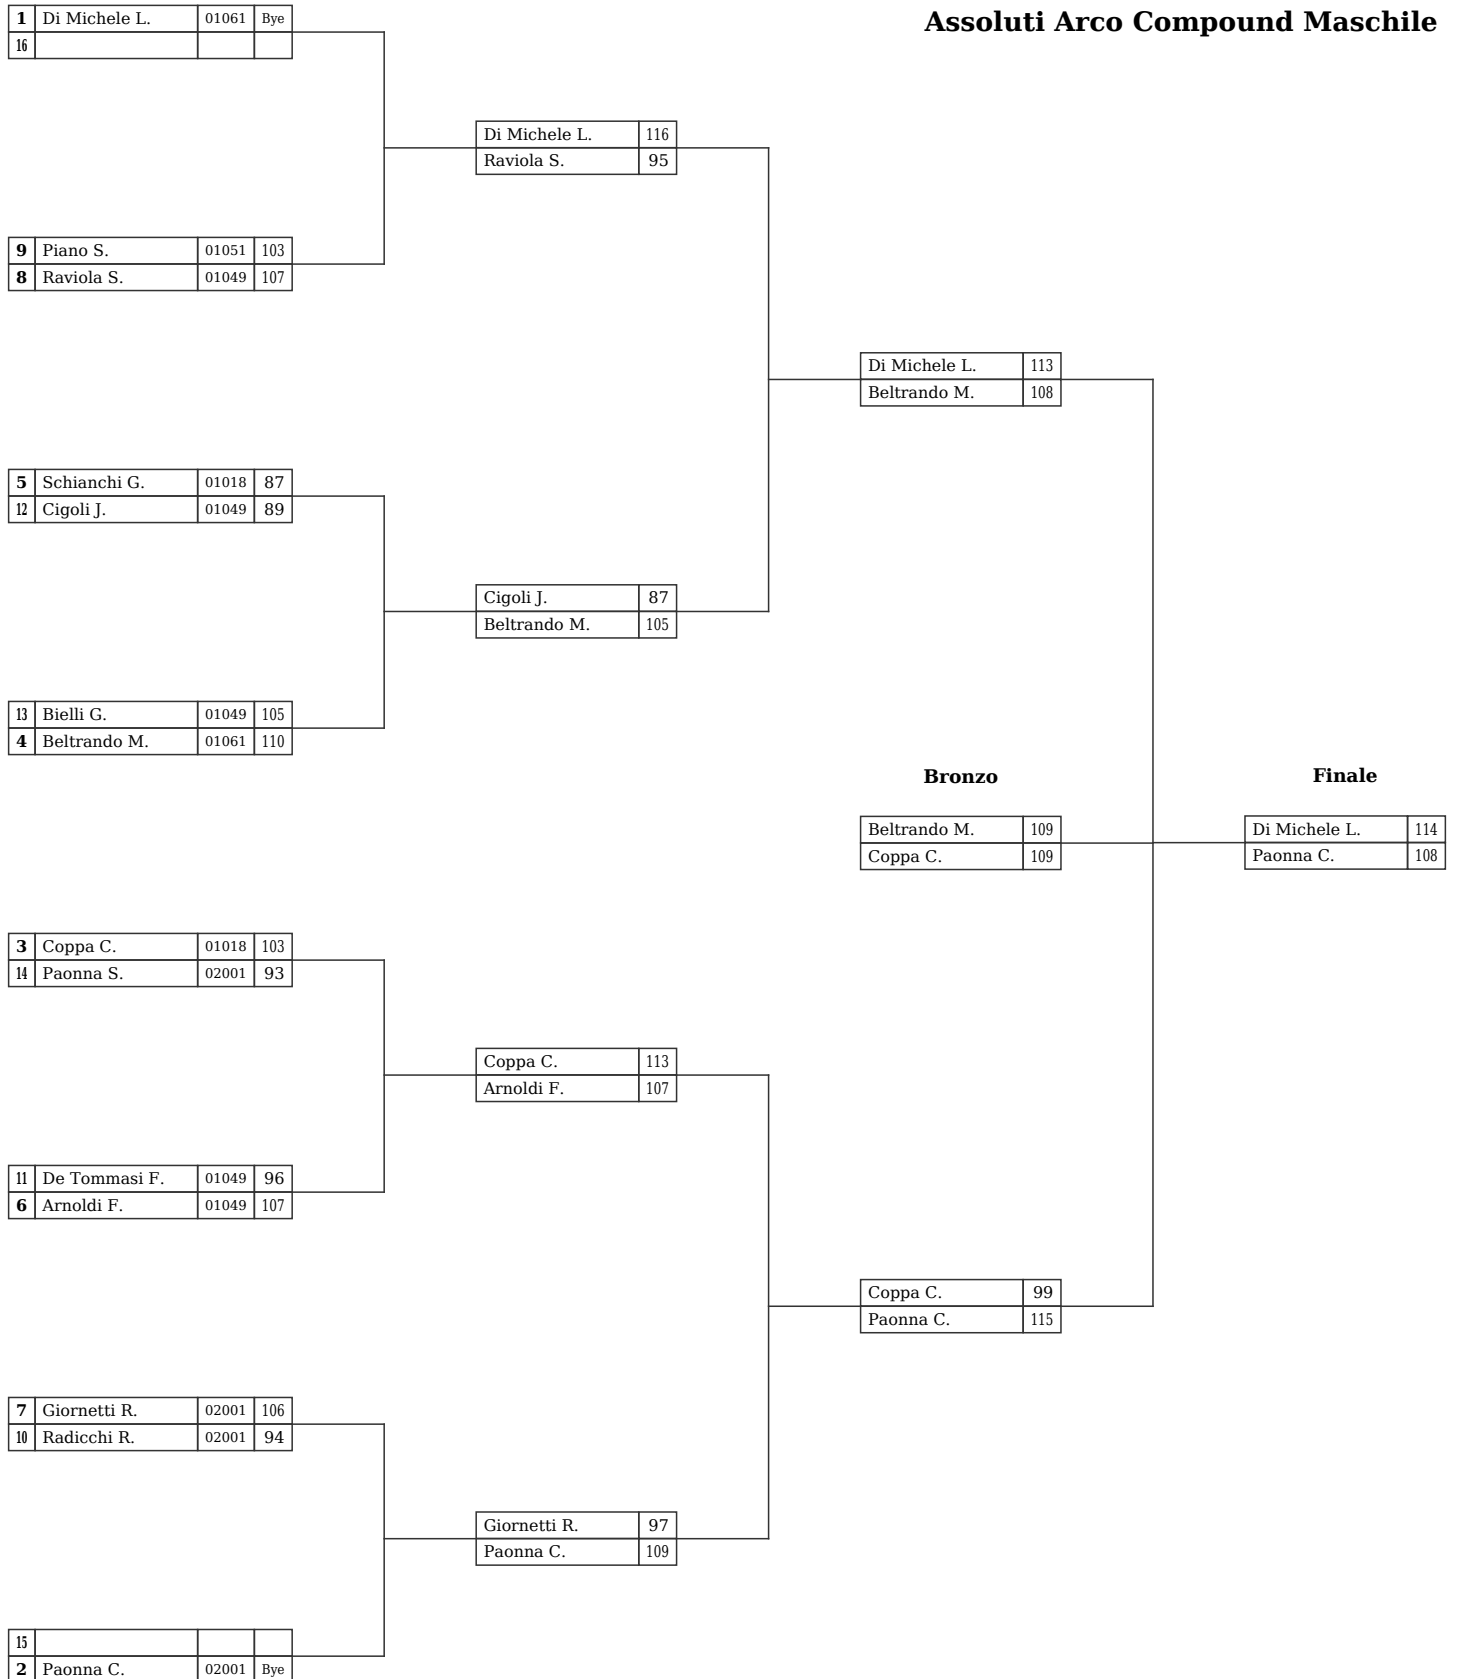 Assoluti Arco Compound Maschile
1 Di Michele L. 01061 Bye
16
Di Michele L. 116
Raviola S. 95
9 Piano S. 01051 103
8 Raviola S. 01049 107
Di Michele L. 113
Beltrando M. 108
5 Schianchi G. 01018 87
12 Cigoli J. 01049 89
Cigoli J. 87
Beltrando M. 105
13 Bielli G. 01049 105
4 Beltrando M. 01061 110
Bronzo
Finale
Beltrando M. 109
Coppa C. 109
Di Michele L. 114
Paonna C. 108
3 Coppa C. 01018 103
14 Paonna S. 02001 93
Coppa C. 113
Arnoldi F. 107
11 De Tommasi F. 01049 96
6 Arnoldi F. 01049 107
Coppa C. 99
Paonna C. 115
7 Giornetti R. 02001 106
10 Radicchi R. 02001 94
Giornetti R. 97
Paonna C. 109
15
2 Paonna C. 02001 Bye